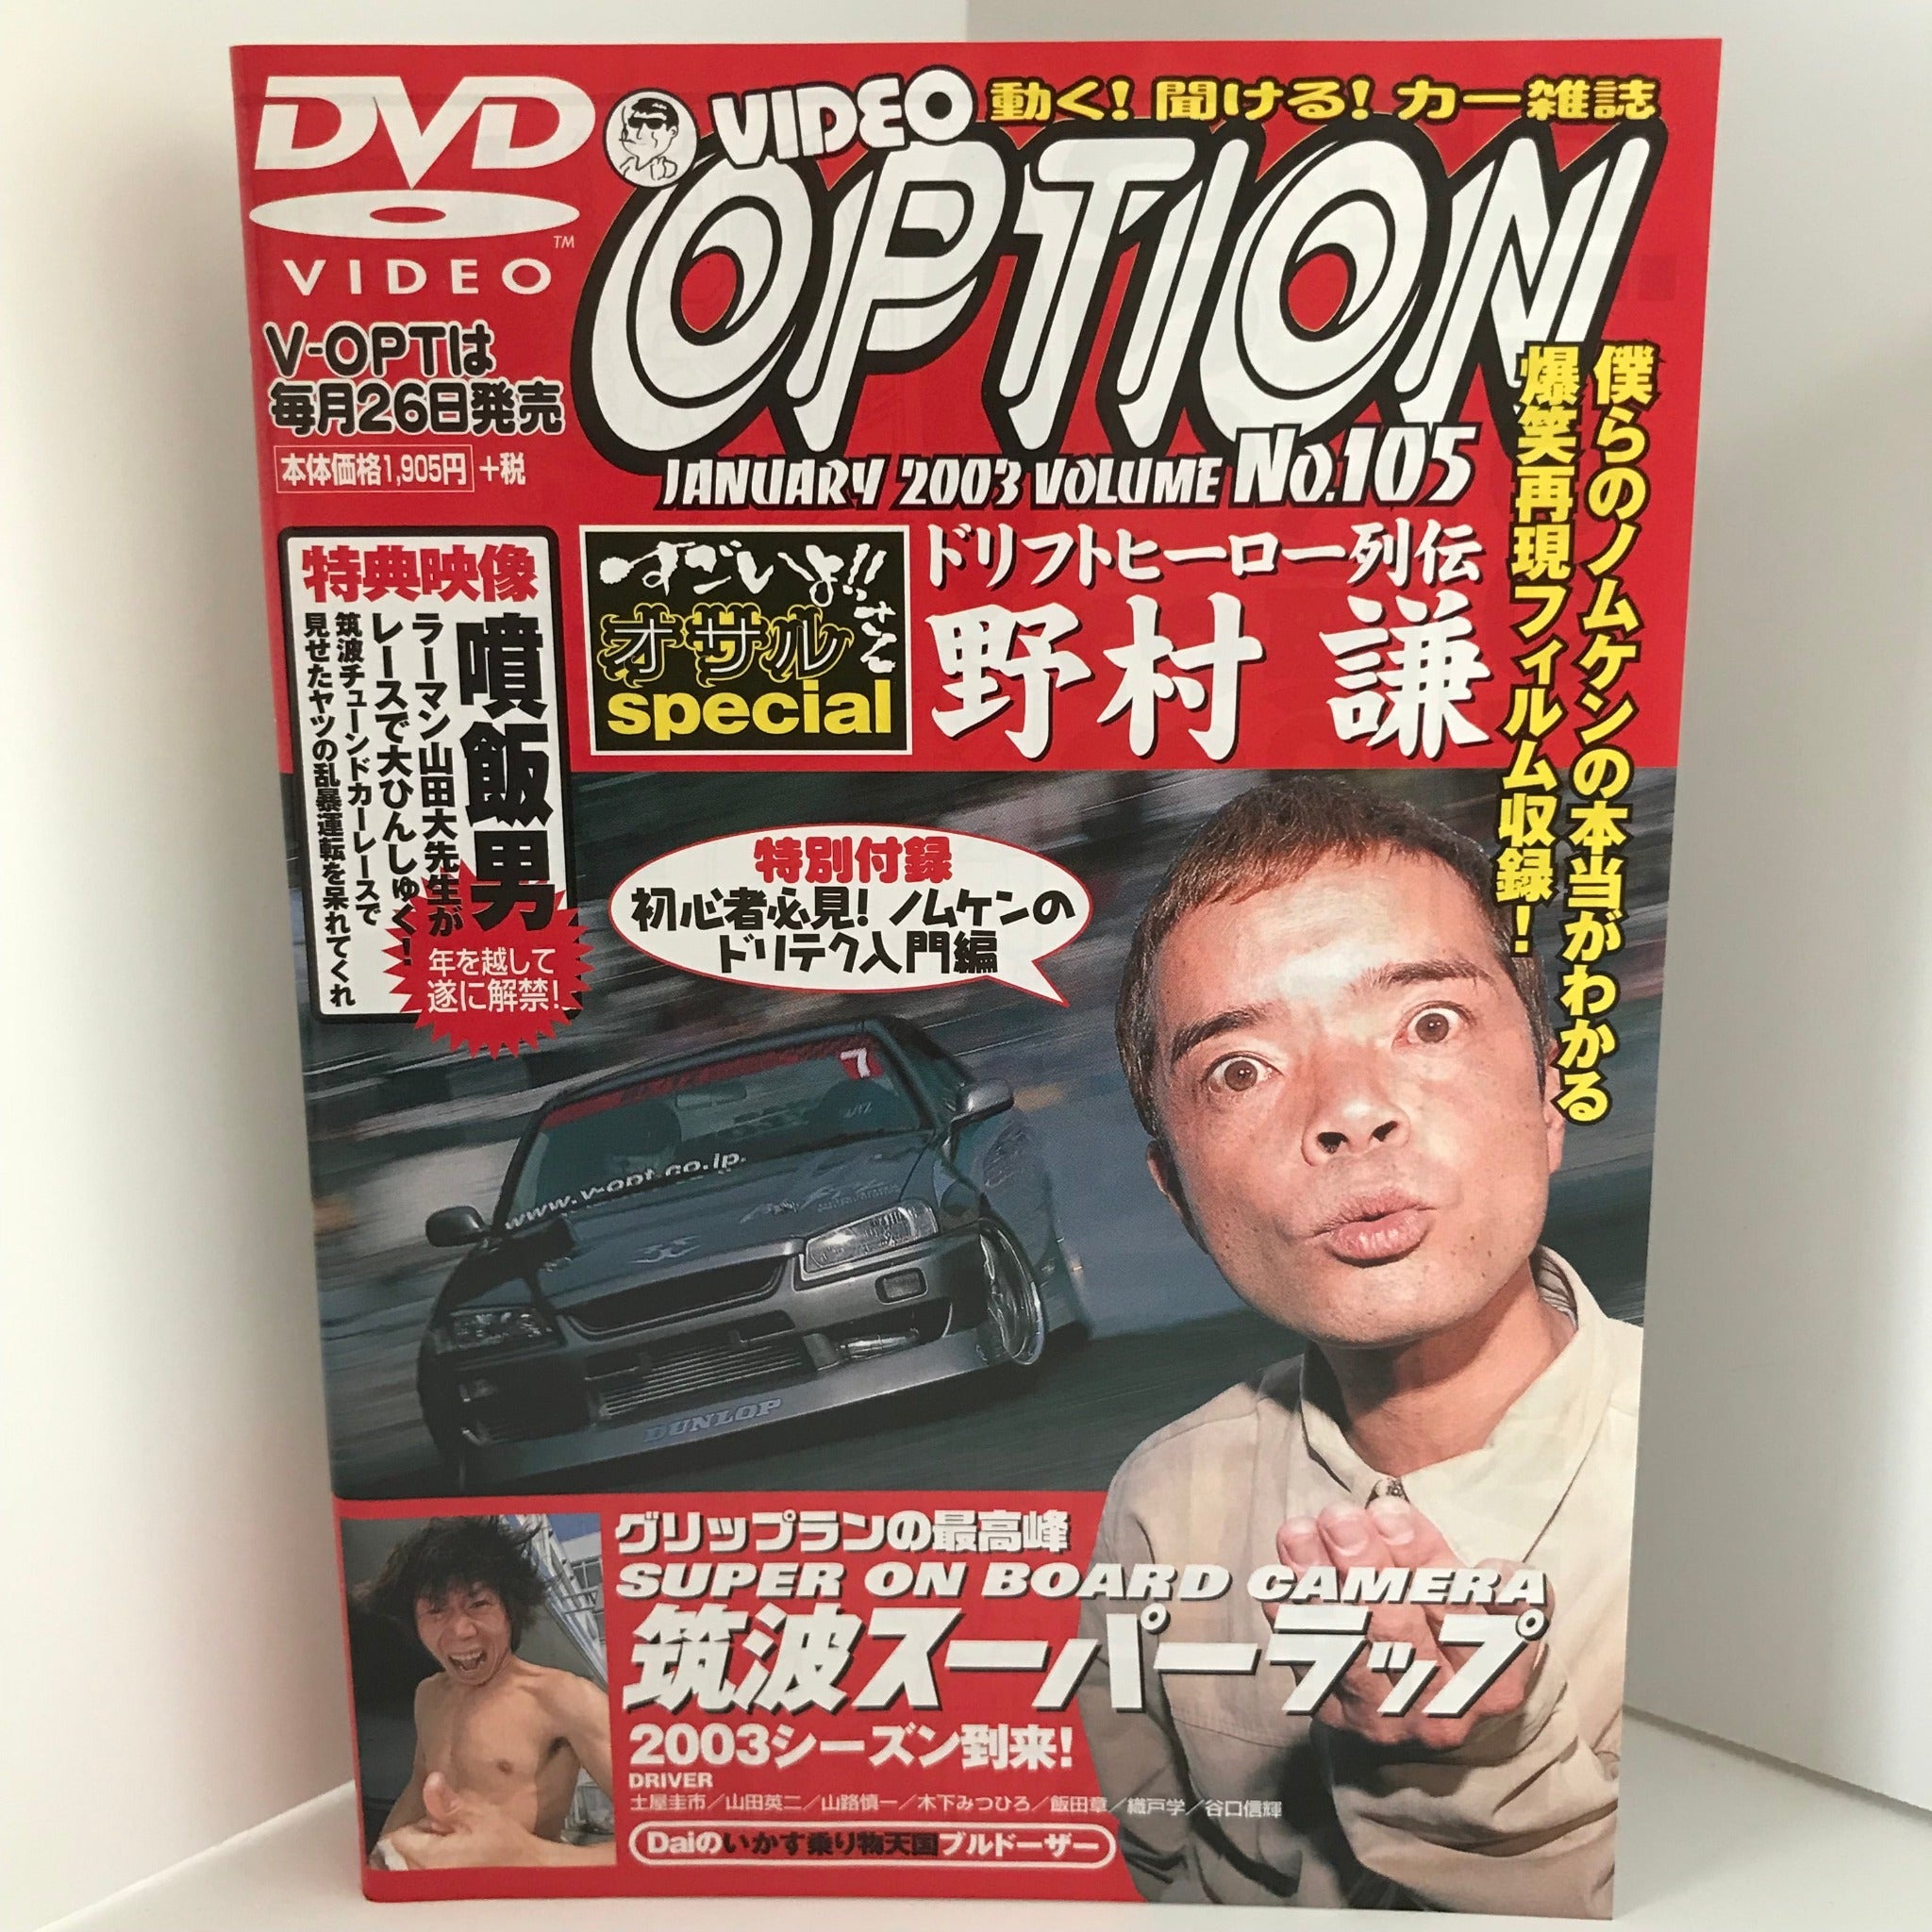 DVD
VIDEO
TM
V-OPTは
毎月26日発売
本体価格1,905円 +税
VIDEO
動く! 聞ける! カー雑誌
OPTION
JANUARY 2003 VOLUME No.105
僕らのノムケンの本当がわかる
爆笑再現フィルム収録!
特典映像
噴飯男
ラーマン山田大先生が
レースで大ひんしゅく!
筑波チューンドカーレースで
見せたヤツの乱暴運転を呆れてくれ
年を越して
遂に解禁!
すごいよ!!
オサルさん
special
ドリフトヒーロー列伝
野村 謙
特別付録
初心者必見! ノムケンの
ドリテク入門編
7
www.v-opt.co.jp.
DUNLOP
グリップランの最高峰
SUPER ON BOARD CAMERA
筑波スーパーラップ
2003シーズン到来!
DRIVER
土屋圭市／山田英二／山路慎一／木下みつひろ／飯田章／織戸学／谷口信輝
Daiのいかす乗り物天国ブルドーザー